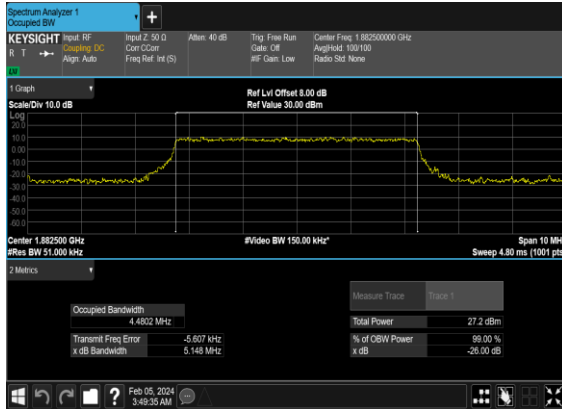 Spectrum Analyzer 1
Occupied BW
+
KEYSIGHT Input: RF Input Z: 50 Ω Atten: 40 dB Trig: Free Run Center Freq: 1.882500000 GHz
R T Coupling: DC Corr CCorr Gate: Off Avg|Hold: 100/100
Align: Auto Freq Ref: Int (S) #IF Gain: Low Radio Std: None
LXI
1 Graph
Ref Lvl Offset 8.00 dB
Scale/Div 10.0 dB Ref Value 30.00 dBm
Log
20.0
10.0
0.00
-10.0
-20.0
-30.0
-40.0
-50.0
-60.0
Center 1.882500 GHz #Video BW 150.00 kHz* Span 10 MH
#Res BW 51.000 kHz Sweep 4.80 ms (1001 pts
2 Metrics
Measure Trace Trace 1
Occupied Bandwidth
4.4802 MHz
Total Power 27.2 dBm
Transmit Freq Error -5.607 kHz % of OBW Power 99.00 %
x dB Bandwidth 5.148 MHz x dB -26.00 dB
? Feb 05, 2024
3:49:35 AM